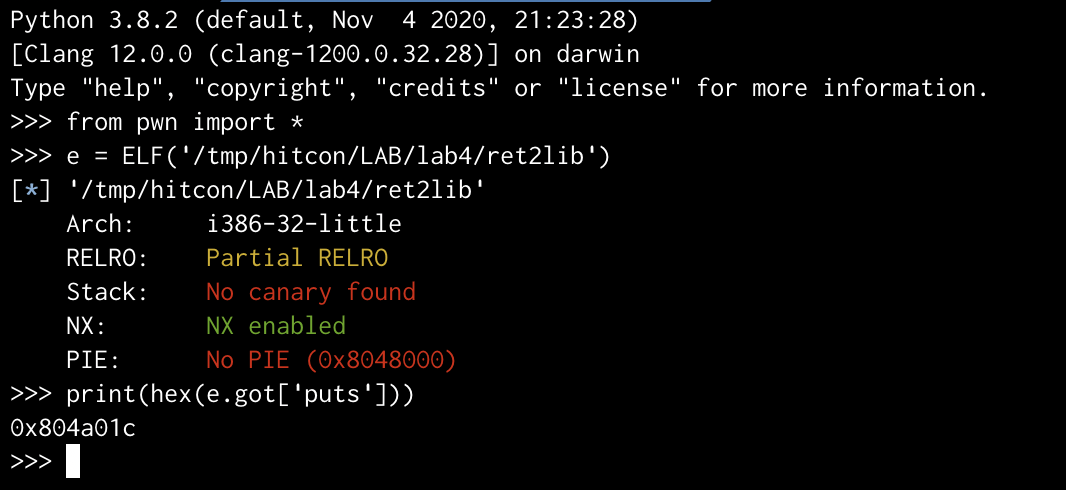 Python 3.8.2 (default, Nov  4 2020, 21:23:28)
[Clang 12.0.0 (clang-1200.0.32.28)] on darwin
Type "help", "copyright", "credits" or "license" for more information.
>>> from pwn import *
>>> e = ELF('/tmp/hitcon/LAB/lab4/ret2lib')
[*] '/tmp/hitcon/LAB/lab4/ret2lib'
    Arch:     i386-32-little
    RELRO:    Partial RELRO
    Stack:    No canary found
    NX:       NX enabled
    PIE:      No PIE (0x8048000)
>>> print(hex(e.got['puts']))
0x804a01c
>>>